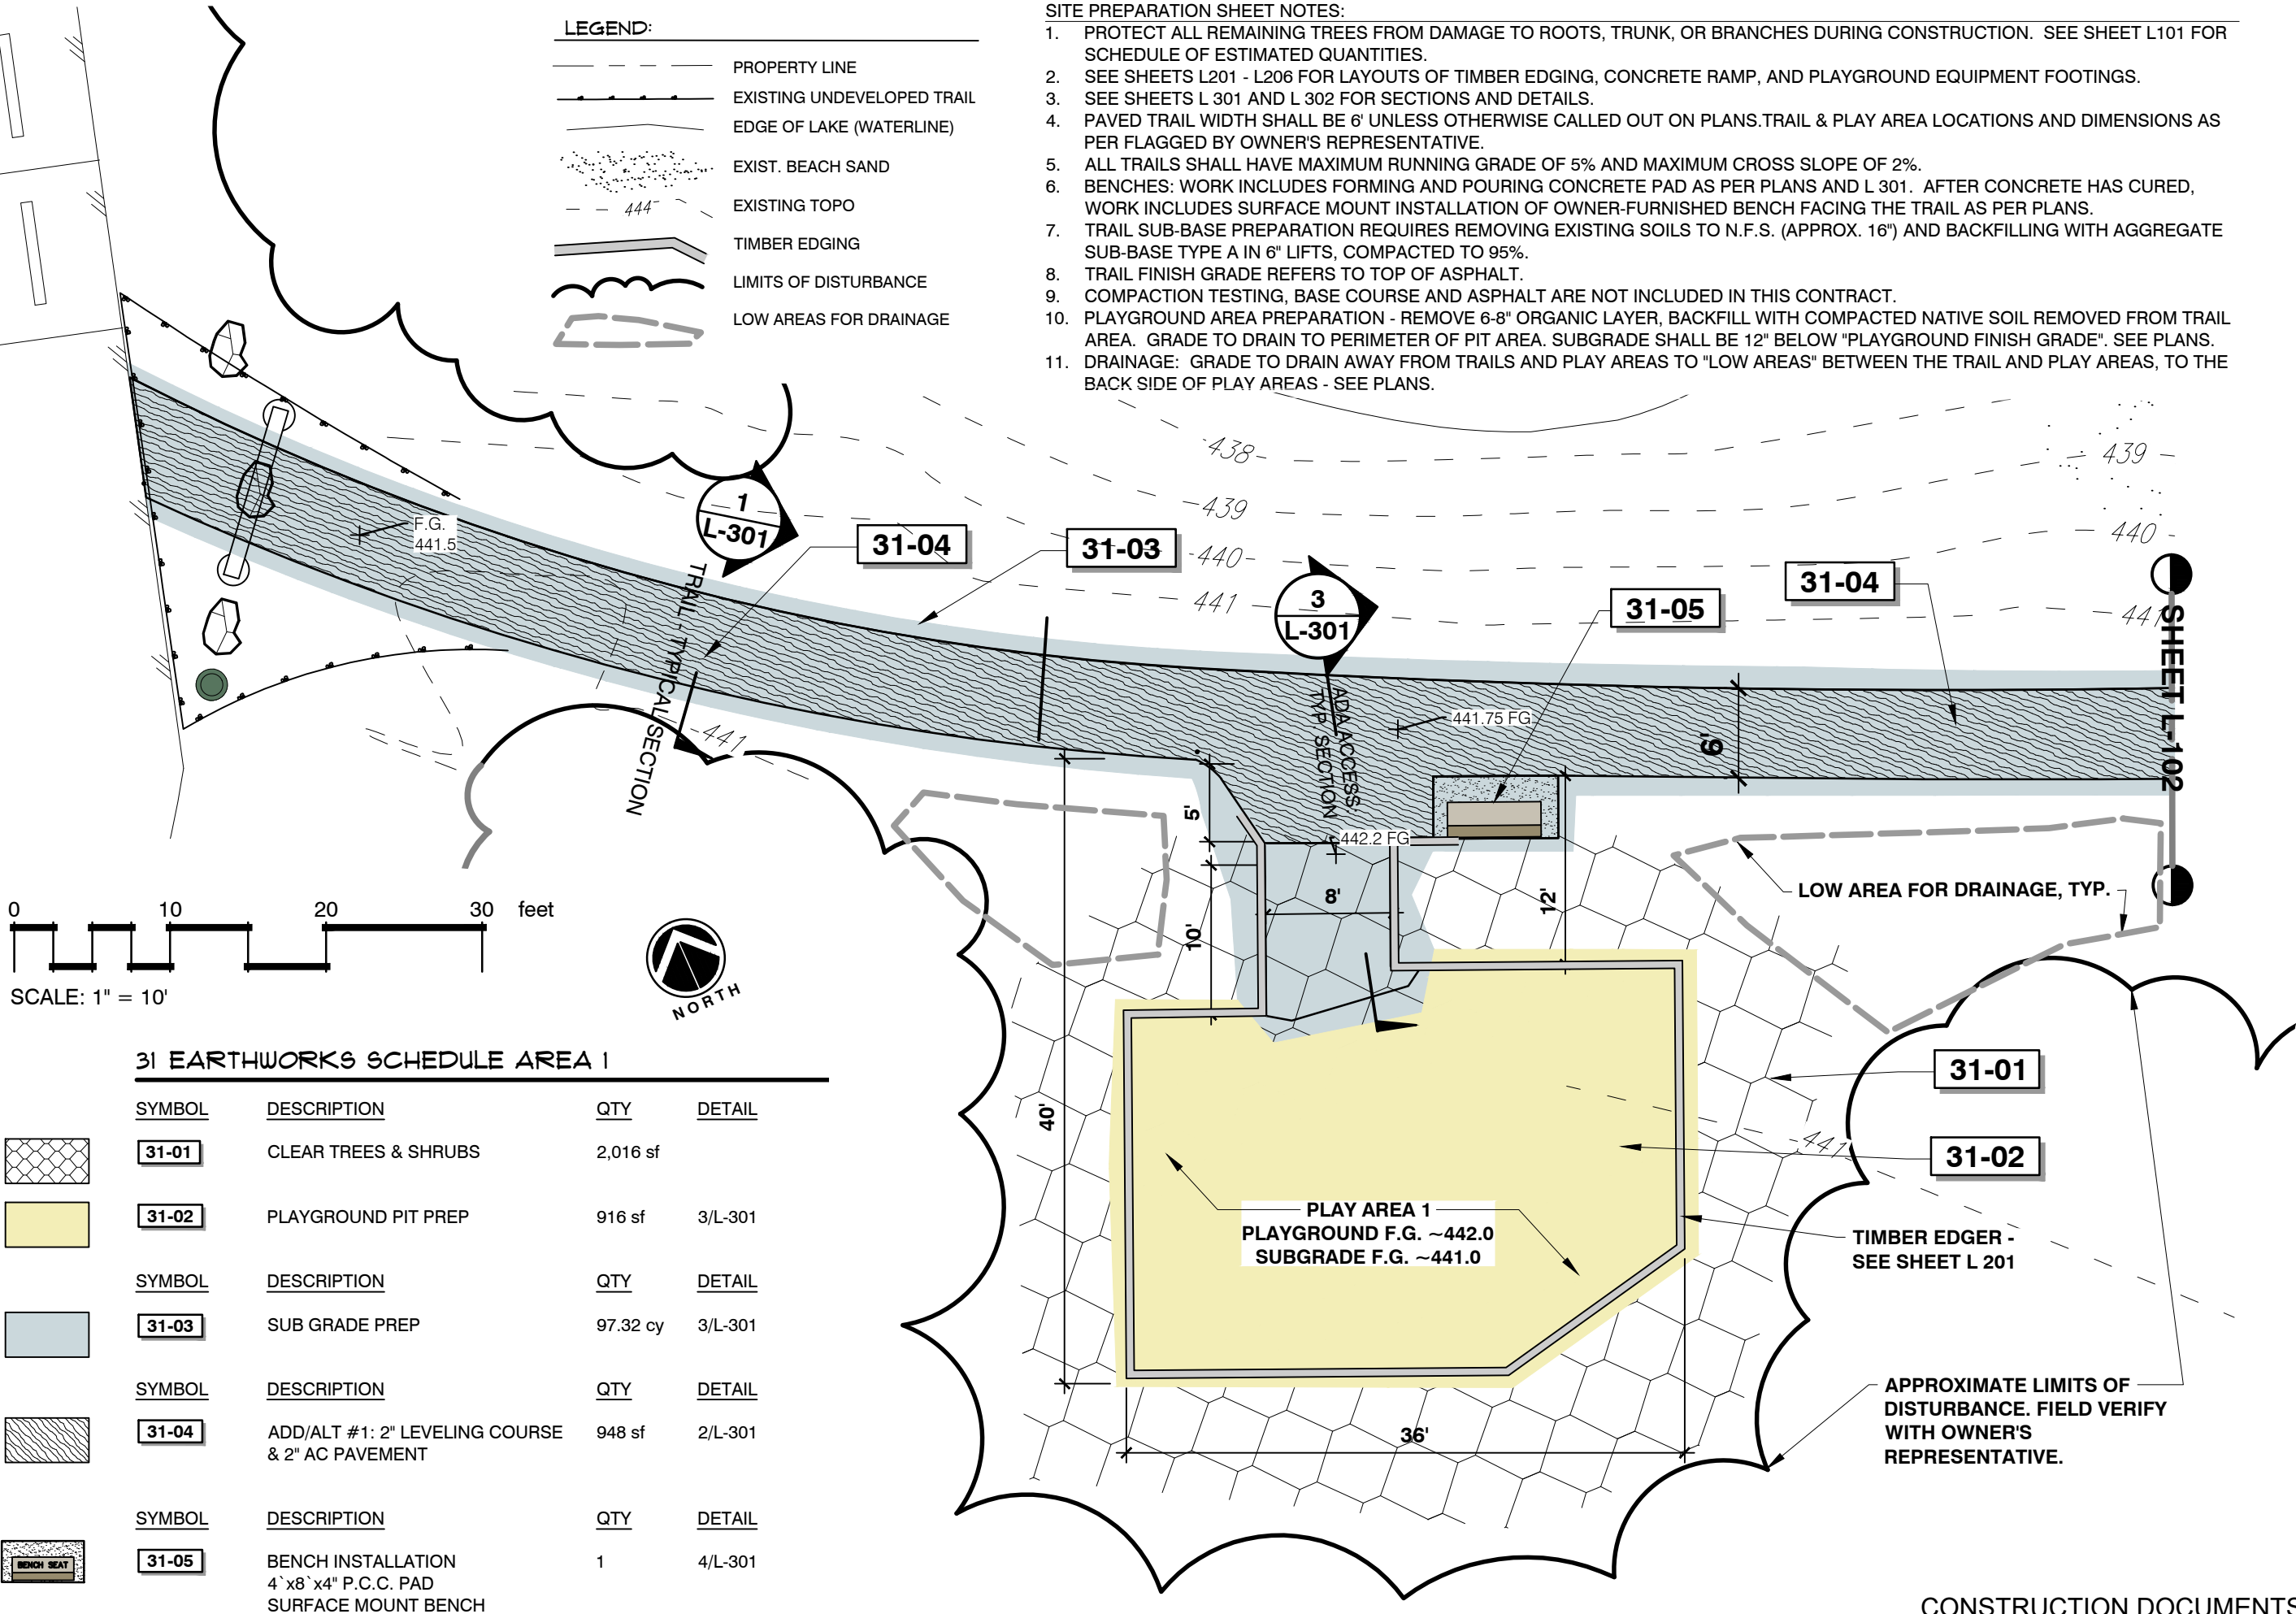 LEGEND:
PROPERTY LINE
EXISTING UNDEVELOPED TRAIL
EDGE OF LAKE (WATERLINE)
EXIST. BEACH SAND
444
EXISTING TOPO
TIMBER EDGING
LIMITS OF DISTURBANCE
LOW AREAS FOR DRAINAGE
SITE PREPARATION SHEET NOTES:
1. PROTECT ALL REMAINING TREES FROM DAMAGE TO ROOTS, TRUNK, OR BRANCHES DURING CONSTRUCTION. SEE SHEET L101 FOR
SCHEDULE OF ESTIMATED QUANTITIES.
2. SEE SHEETS L201 - L206 FOR LAYOUTS OF TIMBER EDGING, CONCRETE RAMP, AND PLAYGROUND EQUIPMENT FOOTINGS.
3. SEE SHEETS L 301 AND L 302 FOR SECTIONS AND DETAILS.
4. PAVED TRAIL WIDTH SHALL BE 6' UNLESS OTHERWISE CALLED OUT ON PLANS.TRAIL & PLAY AREA LOCATIONS AND DIMENSIONS AS
PER FLAGGED BY OWNER'S REPRESENTATIVE.
5. ALL TRAILS SHALL HAVE MAXIMUM RUNNING GRADE OF 5% AND MAXIMUM CROSS SLOPE OF 2%.
6. BENCHES: WORK INCLUDES FORMING AND POURING CONCRETE PAD AS PER PLANS AND L 301. AFTER CONCRETE HAS CURED,
WORK INCLUDES SURFACE MOUNT INSTALLATION OF OWNER-FURNISHED BENCH FACING THE TRAIL AS PER PLANS.
7. TRAIL SUB-BASE PREPARATION REQUIRES REMOVING EXISTING SOILS TO N.F.S. (APPROX. 16") AND BACKFILLING WITH AGGREGATE
SUB-BASE TYPE A IN 6" LIFTS, COMPACTED TO 95%.
8. TRAIL FINISH GRADE REFERS TO TOP OF ASPHALT.
9. COMPACTION TESTING, BASE COURSE AND ASPHALT ARE NOT INCLUDED IN THIS CONTRACT.
10. PLAYGROUND AREA PREPARATION - REMOVE 6-8" ORGANIC LAYER, BACKFILL WITH COMPACTED NATIVE SOIL REMOVED FROM TRAIL
AREA. GRADE TO DRAIN TO PERIMETER OF PIT AREA. SUBGRADE SHALL BE 12" BELOW "PLAYGROUND FINISH GRADE". SEE PLANS.
11. DRAINAGE: GRADE TO DRAIN AWAY FROM TRAILS AND PLAY AREAS TO "LOW AREAS" BETWEEN THE TRAIL AND PLAY AREAS, TO THE
BACK SIDE OF PLAY AREAS - SEE PLANS.
438
439
439
440
440
441
441
F.G.
441.5
1
L-301
TRAIL - TYPICAL SECTION
31-04
31-03
3
L-301
ADA ACCESS:
TYP. SECTION
31-05
31-04
SHEET L-102
441.75 FG
6'
441
442.2 FG
5'
8'
10'
12'
40'
36'
LOW AREA FOR DRAINAGE, TYP.
0 10 20 30 feet
SCALE: 1" = 10'
NORTH
31-01
441
31-02
PLAY AREA 1
PLAYGROUND F.G. ~442.0
SUBGRADE F.G. ~441.0
TIMBER EDGER -
SEE SHEET L 201
APPROXIMATE LIMITS OF
DISTURBANCE. FIELD VERIFY
WITH OWNER'S
REPRESENTATIVE.
31 EARTHWORKS SCHEDULE AREA 1
SYMBOL DESCRIPTION QTY DETAIL
31-01 CLEAR TREES & SHRUBS 2,016 sf
31-02 PLAYGROUND PIT PREP 916 sf 3/L-301
SYMBOL DESCRIPTION QTY DETAIL
31-03 SUB GRADE PREP 97.32 cy 3/L-301
SYMBOL DESCRIPTION QTY DETAIL
31-04 ADD/ALT #1: 2" LEVELING COURSE 948 sf 2/L-301
& 2" AC PAVEMENT
SYMBOL DESCRIPTION QTY DETAIL
BENCH SEAT
31-05 BENCH INSTALLATION 1 4/L-301
4`x8`x4" P.C.C. PAD
SURFACE MOUNT BENCH
CONSTRUCTION DOCUMENTS